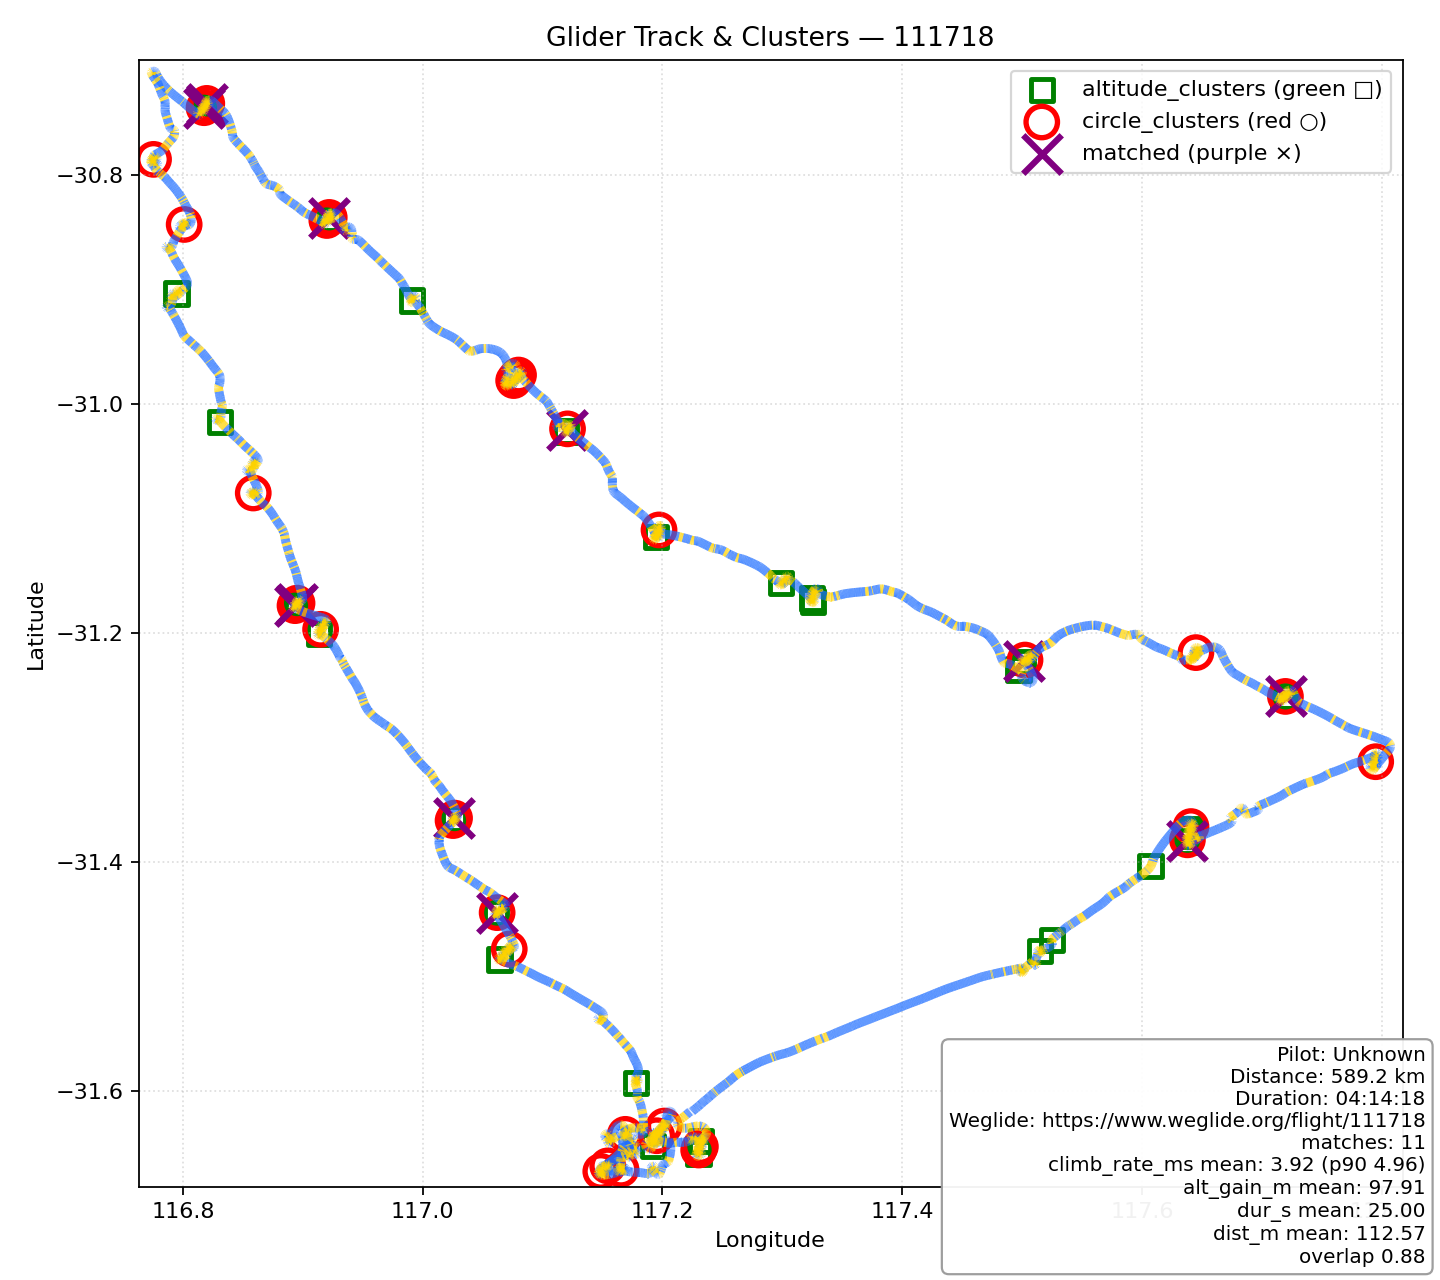 Glider Track & Clusters — 111718
altitude_clusters (green □)
circle_clusters (red ○)
matched (purple ×)
Latitude
−30.8
−31.0
−31.2
−31.4
−31.6
116.8
117.0
117.2
117.4
117.6
Longitude
Pilot: Unknown
Distance: 589.2 km
Duration: 04:14:18
Weglide: https://www.weglide.org/flight/111718
matches: 11
climb_rate_ms mean: 3.92 (p90 4.96)
alt_gain_m mean: 97.91
dur_s mean: 25.00
dist_m mean: 112.57
overlap 0.88